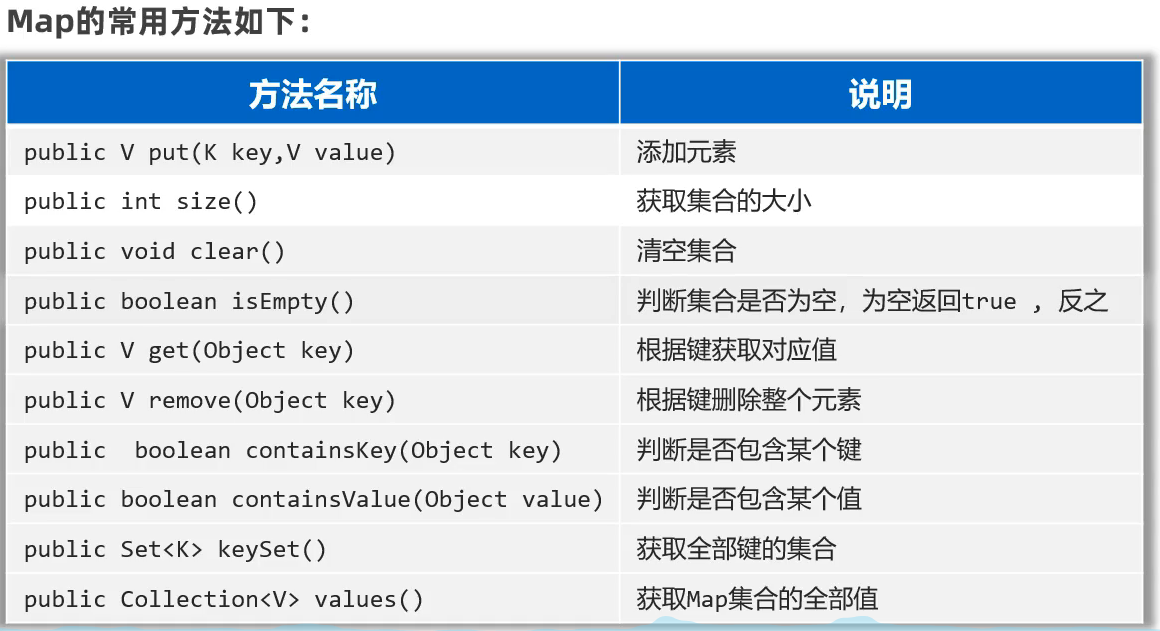 Map的常用方法如下：
方法名称 说明
public V put(K key,V value) 添加元素
public int size() 获取集合的大小
public void clear() 清空集合
public boolean isEmpty() 判断集合是否为空，为空返回true ，反之
public V get(Object key) 根据键获取对应值
public V remove(Object key) 根据键删除整个元素
public  boolean containsKey(Object key) 判断是否包含某个键
public boolean containsValue(Object value) 判断是否包含某个值
public Set<K> keySet() 获取全部键的集合
public Collection<V> values() 获取Map集合的全部值